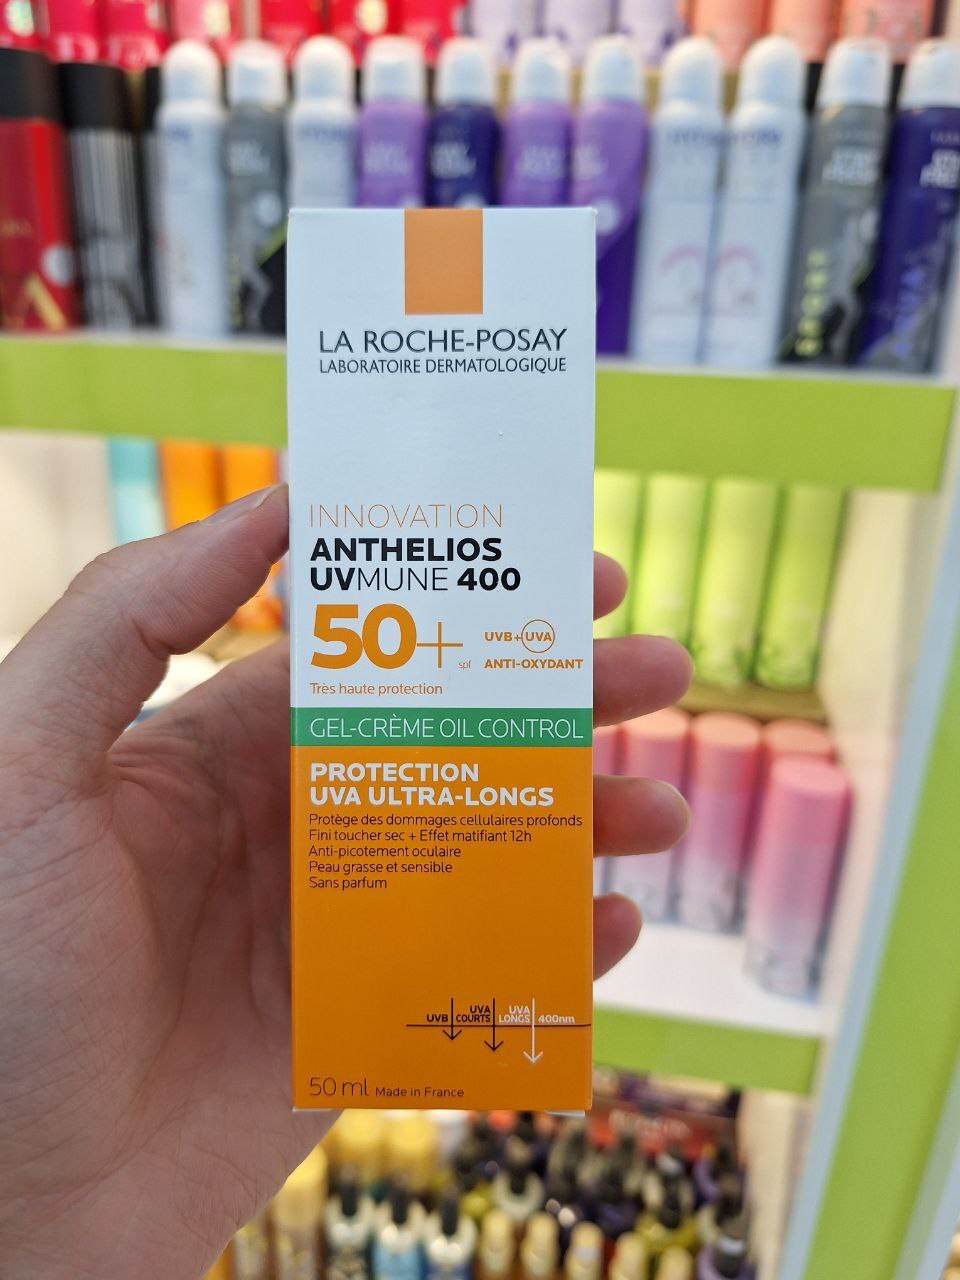 LA ROCHE-POSAY
LABORATOIRE DERMATOLOGIQUE
INNOVATION
ANTHELIOS
UVMUNE 400
50+ spf
UVB+UVA
ANTI-OXYDANT
Très haute protection
GEL-CRÈME OIL CONTROL
PROTECTION
UVA ULTRA-LONGS
Protège des dommages cellulaires profonds
Fini toucher sec + Effet matifiant 12h
Anti-picotement oculaire
Peau grasse et sensible
Sans parfum
UVB
UVA
COURTS
UVA
LONGS
400nm
50 ml Made in France
SPORT